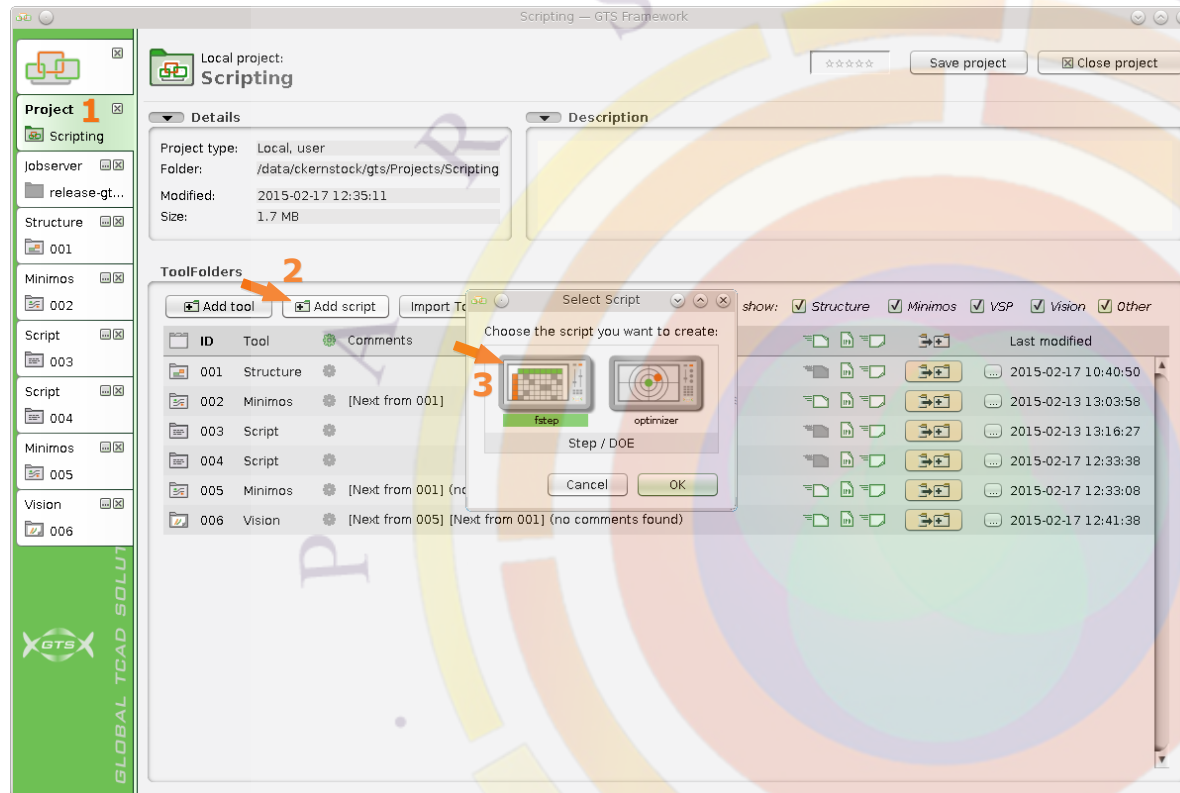 Scripting — GTS Framework
Local project:
Scripting
☆☆☆☆☆
Save project
Close project
Project 1
Scripting
Jobserver
release-gt...
Structure
001
Minimos
002
Script
003
Script
004
Minimos
005
Vision
006
GTS
GLOBAL TCAD SOLUT
Details
Project type: Local, user
Folder: /data/ckernstock/gts/Projects/Scripting
Modified: 2015-02-17 12:35:11
Size: 1.7 MB
Description
ToolFolders
2
Add tool
Add script
Import To
show: Structure Minimos VSP Vision Other
ID Tool Comments Last modified
001 Structure 2015-02-17 10:40:50
002 Minimos [Next from 001] 2015-02-17 13:03:58
003 Script 2015-02-13 13:16:27
004 Script 2015-02-17 12:33:38
005 Minimos [Next from 001] (no 2015-02-17 12:33:08
006 Vision [Next from 005] [Next from 001] (no comments found) 2015-02-17 12:41:38
Select Script
Choose the script you want to create:
3
fstep
optimizer
Step / DOE
Cancel
OK
P A R S